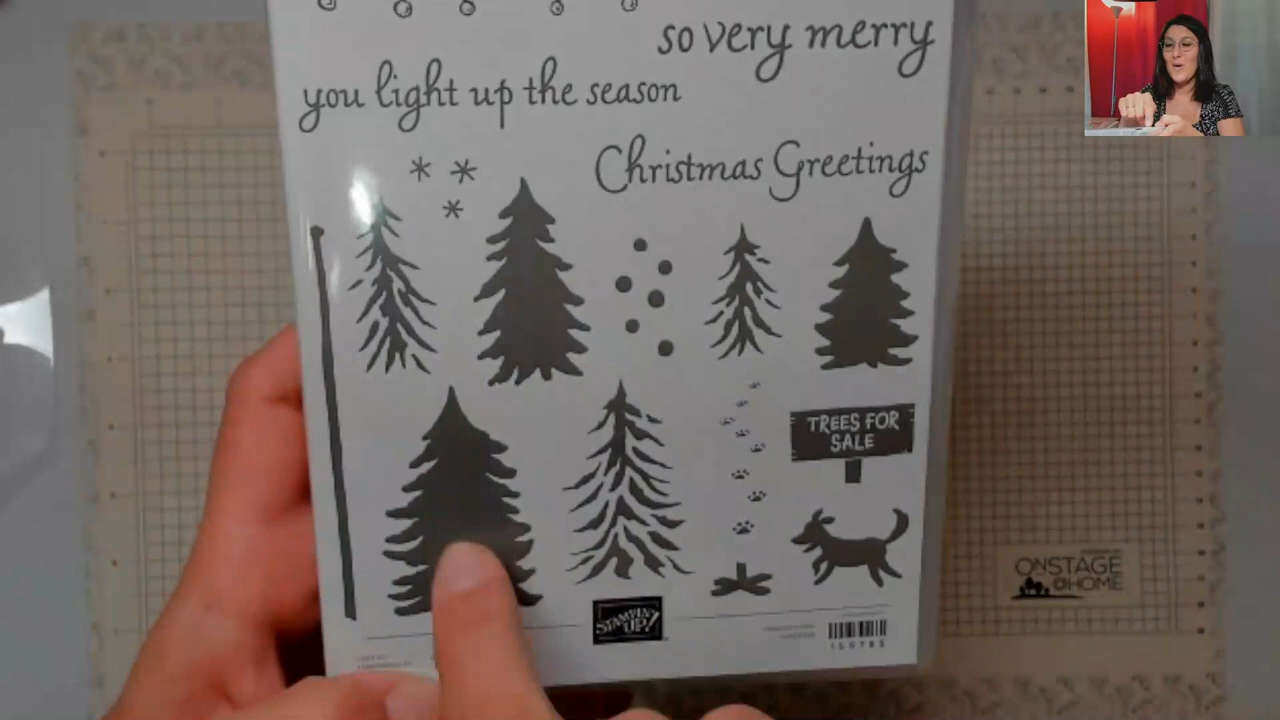 so very merry
you light up the season
Christmas Greetings
TREES FOR
SALE
STAMPIN'
UP!
ONSTAGE
@HOME